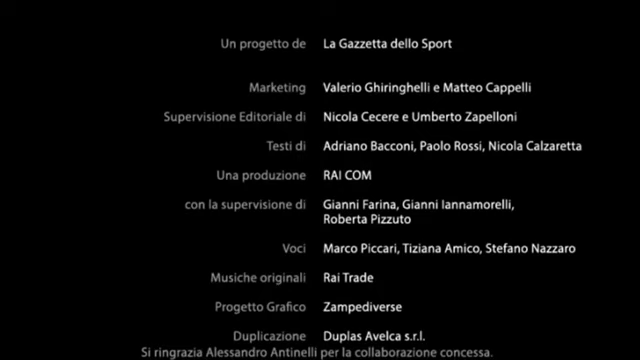 Un progetto de La Gazzetta dello Sport
Marketing Valerio Ghiringhelli e Matteo Cappelli
Supervisione Editoriale di Nicola Cecere e Umberto Zapelloni
Testi di Adriano Bacconi, Paolo Rossi, Nicola Calzaretta
Una produzione RAI COM
con la supervisione di Gianni Farina, Gianni Iannamorelli,
Roberta Pizzuto
Voci Marco Piccari, Tiziana Amico, Stefano Nazzaro
Musiche originali Rai Trade
Progetto Grafico Zampediverse
Duplicazione Duplas Avelca s.r.l.
Si ringrazia Alessandro Antinelli per la collaborazione concessa.